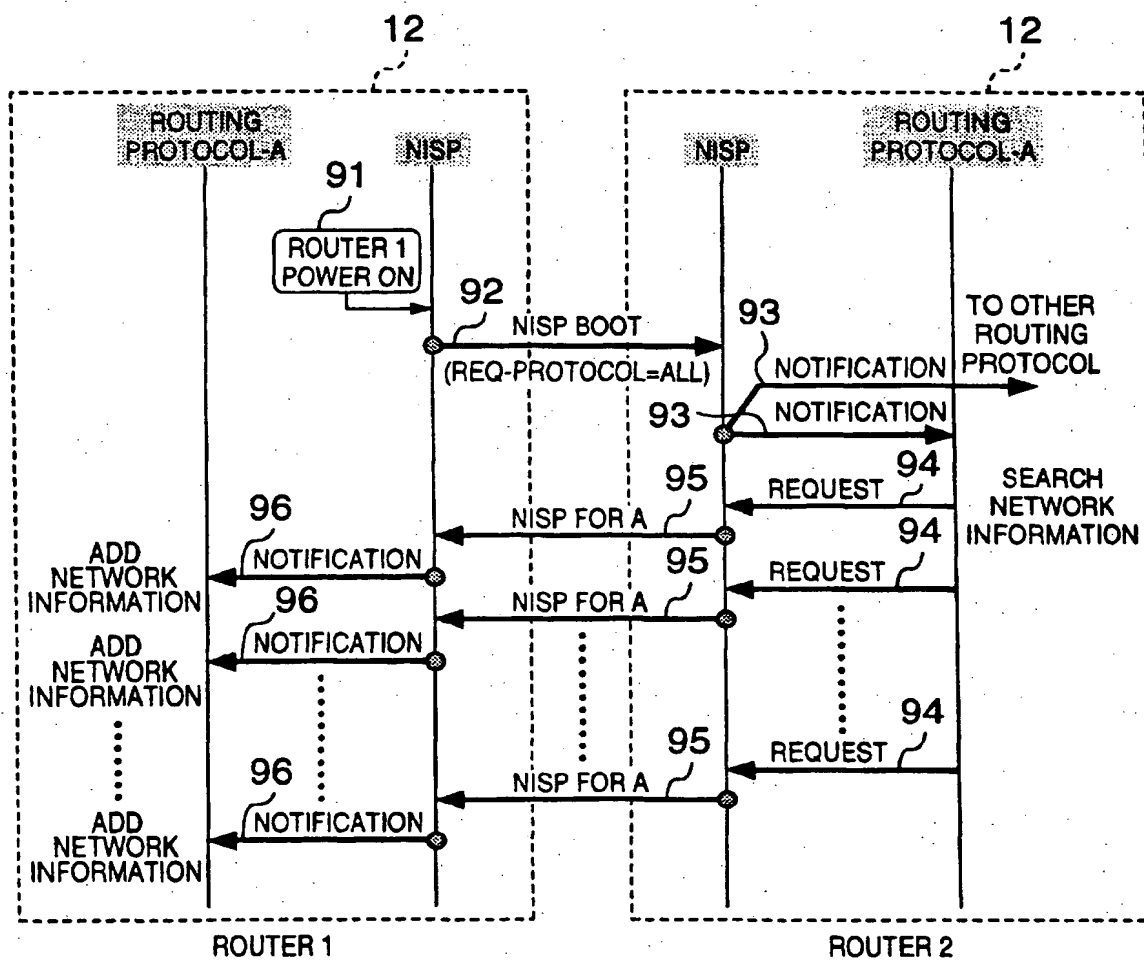 12
12
ROUTING
PROTOCOL-A
NISP
NISP
ROUTING
PROTOCOL-A
91
ROUTER 1
POWER ON
92
NISP BOOT
(REQ-PROTOCOL=ALL)
93
TO OTHER
ROUTING
PROTOCOL
NOTIFICATION
93
NOTIFICATION
94
REQUEST
SEARCH
NETWORK
INFORMATION
95
NISP FOR A
96
NOTIFICATION
ADD
NETWORK
INFORMATION
94
REQUEST
95
NISP FOR A
96
NOTIFICATION
ADD
NETWORK
INFORMATION
94
REQUEST
95
NISP FOR A
96
NOTIFICATION
ADD
NETWORK
INFORMATION
ROUTER 1
ROUTER 2